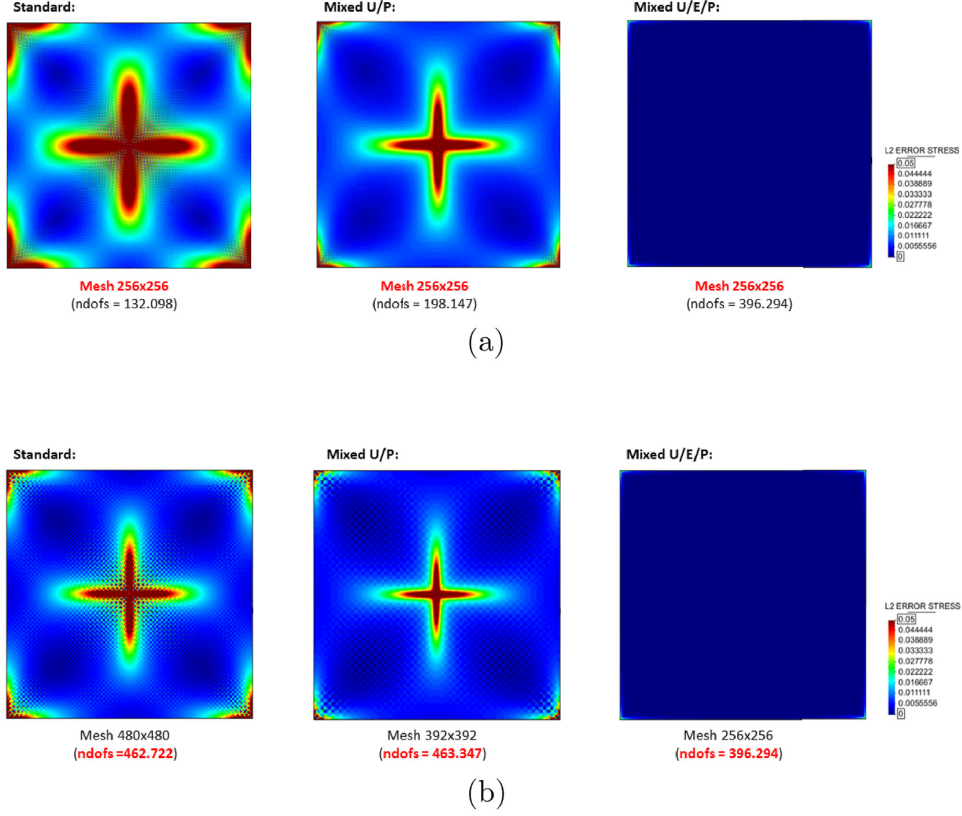 Standard:
Mixed U/P:
Mixed U/E/P:
L2 ERROR STRESS
0.05
0.044444
0.038889
0.033333
0.027778
0.022222
0.016667
0.011111
0.0055556
0
Mesh 256x256
(ndofs = 132.098)
Mesh 256x256
(ndofs = 198.147)
Mesh 256x256
(ndofs = 396.294)
(a)
Standard:
Mixed U/P:
Mixed U/E/P:
L2 ERROR STRESS
0.05
0.044444
0.038889
0.033333
0.027778
0.022222
0.016667
0.011111
0.0055556
0
Mesh 480x480
(ndofs =462.722)
Mesh 392x392
(ndofs = 463.347)
Mesh 256x256
(ndofs = 396.294)
(b)